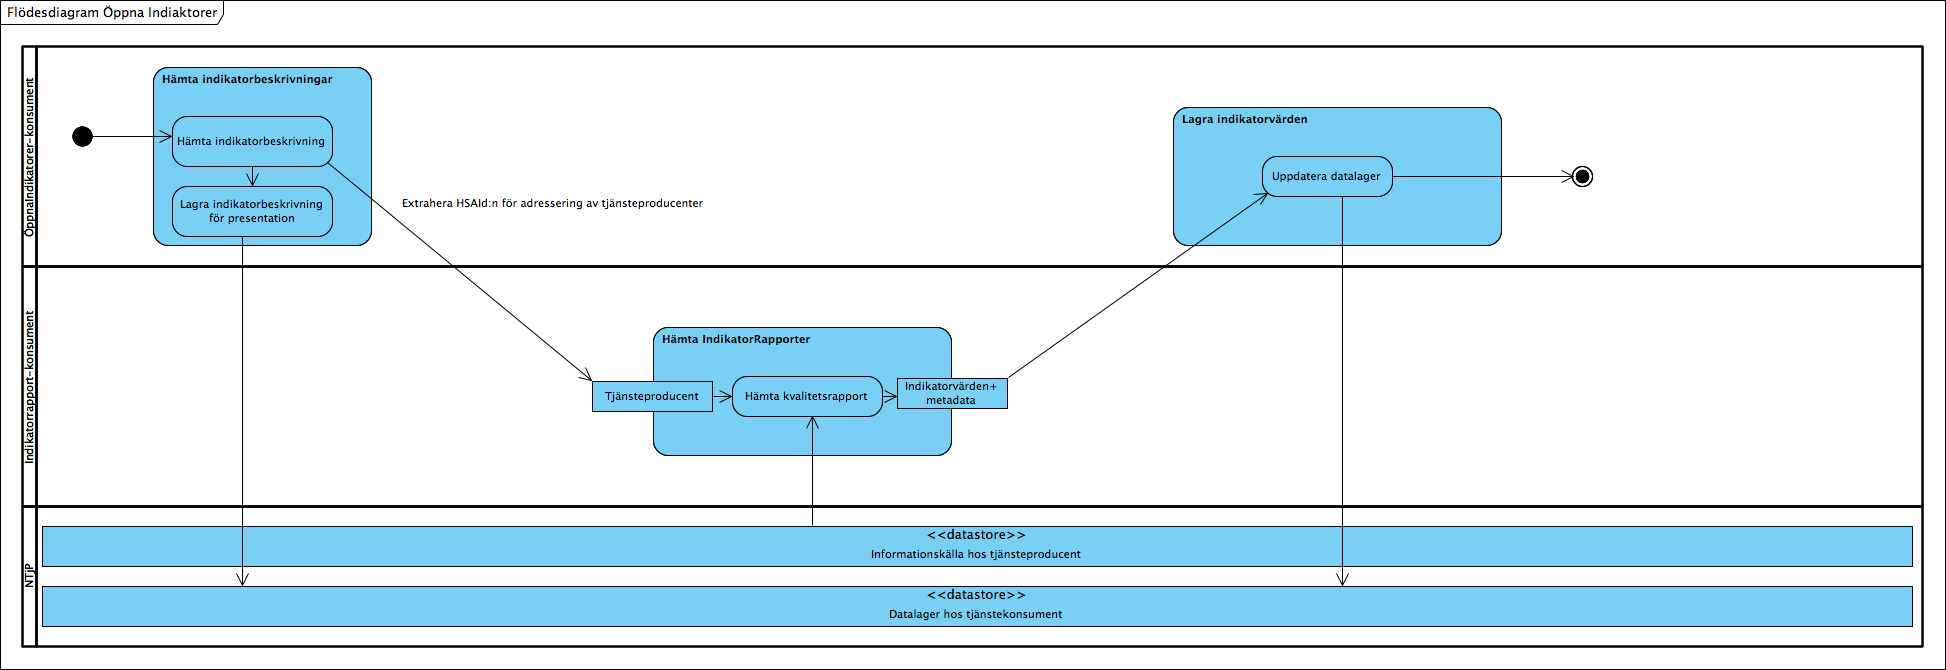 Flödesdiagram Öppna Indiaktorer
ÖppnaIndikatorer-konsument
Hämta indikatorbeskrivningar
Hämta indikatorbeskrivning
Lagra indikatorbeskrivning
för presentation
Extrahera HSAId:n för adressering av tjänsteproducenter
Lagra indikatorvärden
Uppdatera datalager
Indikatorrapport-konsument
Hämta IndikatorRapporter
Tjänsteproducent
Hämta kvalitetsrapport
Indikatorvärden+
metadata
NTjP
<<datastore>>
Informationskälla hos tjänsteproducent
<<datastore>>
Datalager hos tjänstekonsument